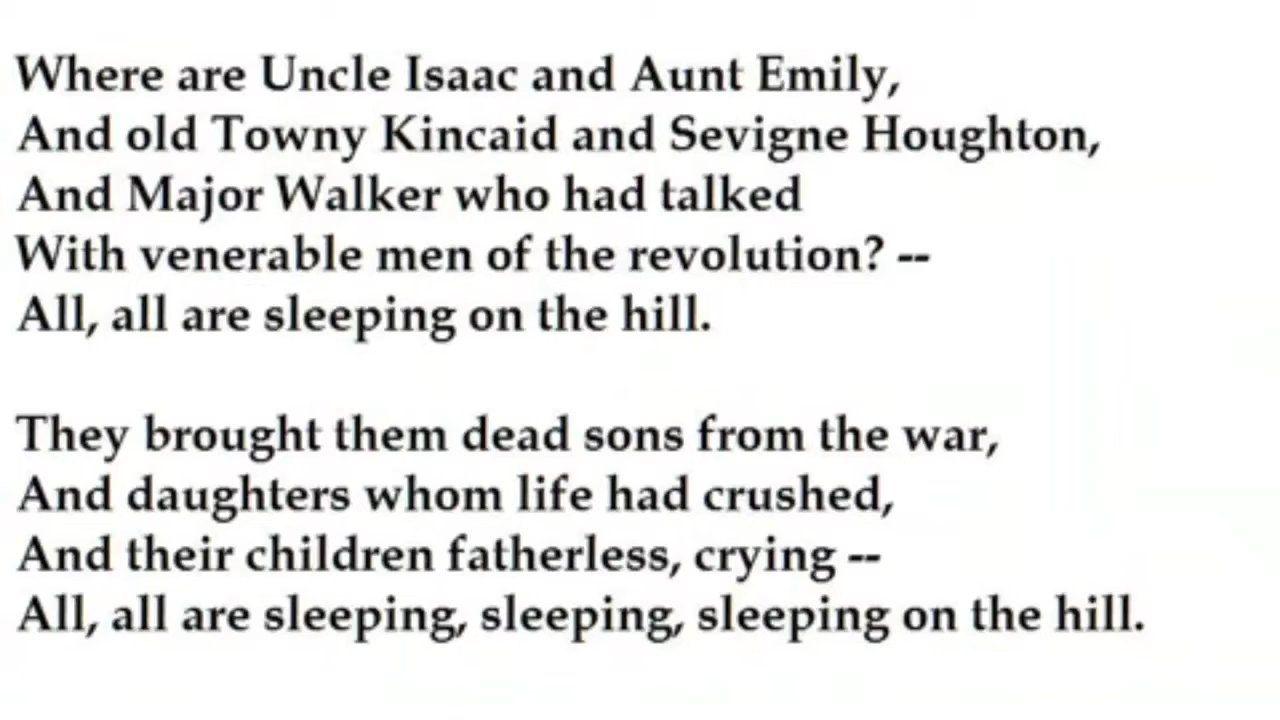 Where are Uncle Isaac and Aunt Emily,
And old Towny Kincaid and Sevigne Houghton,
And Major Walker who had talked
With venerable men of the revolution? --
All, all are sleeping on the hill.
They brought them dead sons from the war,
And daughters whom life had crushed,
And their children fatherless, crying --
All, all are sleeping, sleeping, sleeping on the hill.